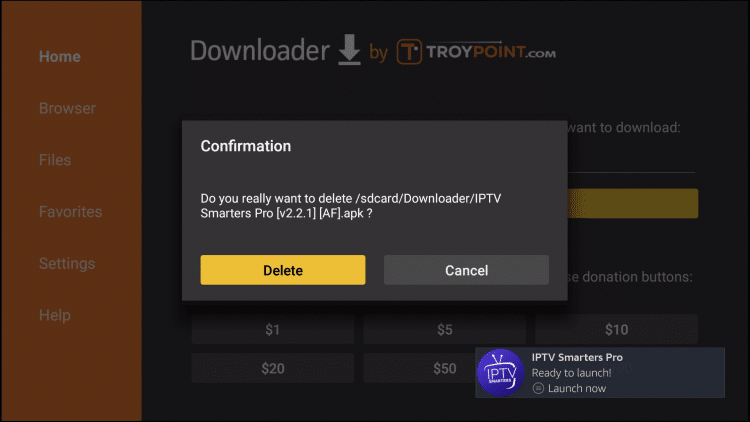 Home
Downloader by TROYPOINT.COM
Browser
want to download:
Confirmation
Files
Do you really want to delete /sdcard/Downloader/IPTV
Smarters Pro [v2.2.1] [AF].apk ?
Favorites
Settings
Delete
Cancel
se donation buttons:
Help
$1
$5
$10
$20
$50
IPTV Smarters Pro
Ready to launch!
Launch now
IPTV
SMARTERS